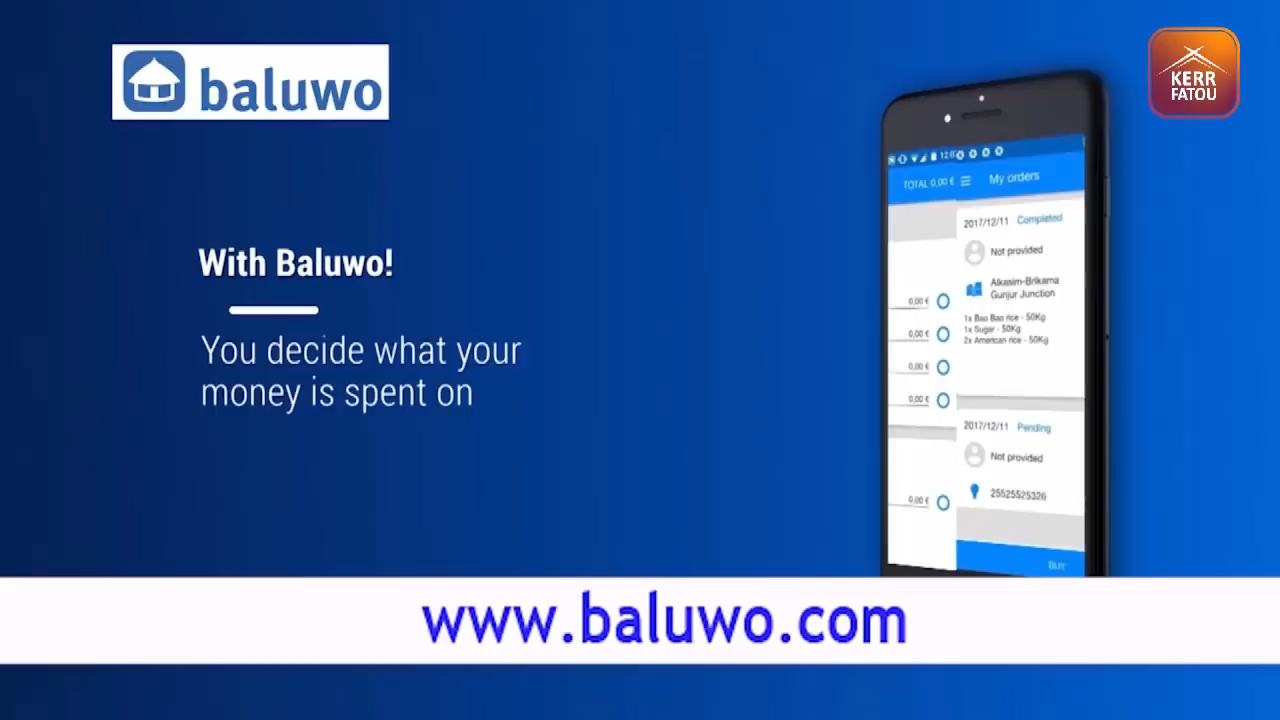 baluwo
KERR
FATOU
With Baluwo!
You decide what your
money is spent on
TOTAL 0,00 €
My orders
2017/12/11 Completed
Not provided
Alkasim-Brikama
Gunjur Junction
1x Bao Bao rice - 50Kg
1x Sugar - 50Kg
2x American rice - 50Kg
0,00 €
0,00 €
0,00 €
0,00 €
2017/12/11 Pending
Not provided
25525525326
0,00 €
BUY
www.baluwo.com